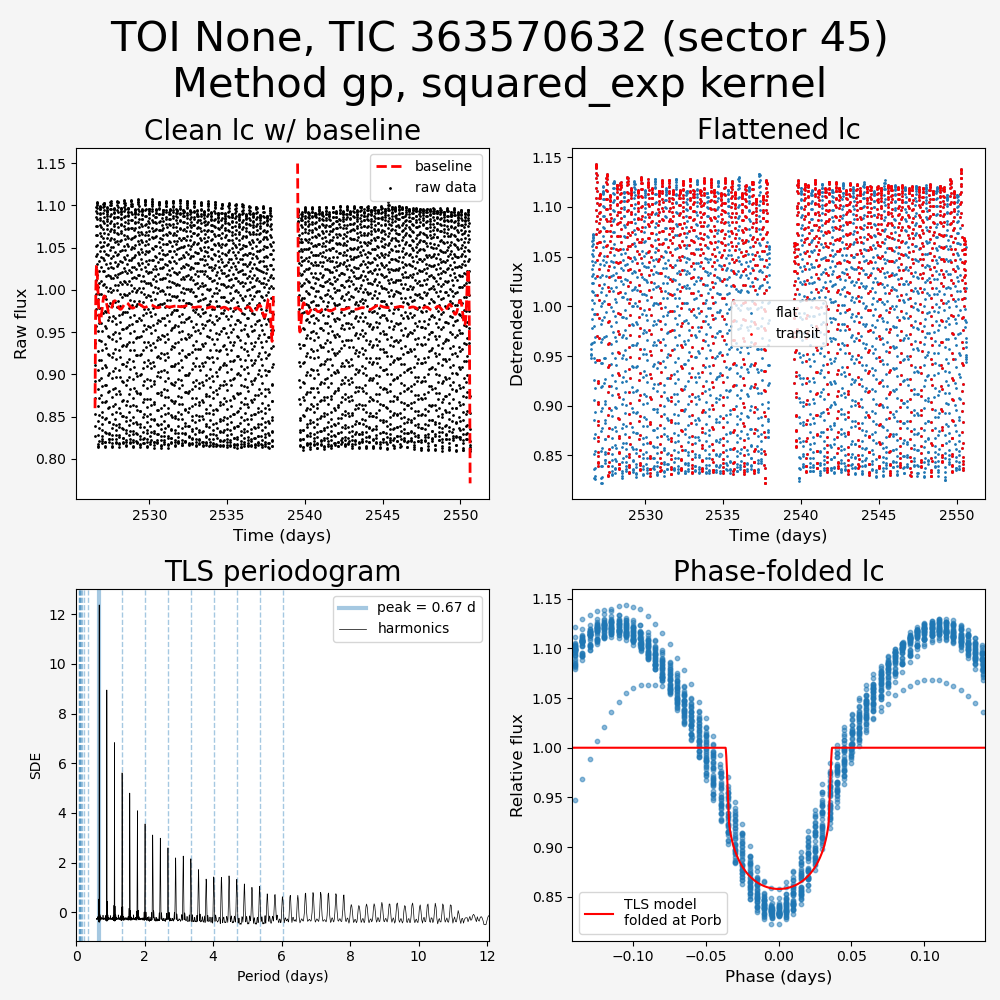 TOI None, TIC 363570632 (sector 45)
Method gp, squared_exp kernel
Clean lc w/ baseline
Raw flux
1.15
1.10
1.05
1.00
0.95
0.90
0.85
0.80
baseline
raw data
2530
2535
2540
2545
2550
Time (days)
Flattened lc
Detrended flux
1.15
1.10
1.05
1.00
0.95
0.90
0.85
flat
transit
2530
2535
2540
2545
2550
Time (days)
TLS periodogram
SDE
12
10
8
6
4
2
0
peak = 0.67 d
harmonics
0
2
4
6
8
10
12
Period (days)
Phase-folded lc
Relative flux
1.15
1.10
1.05
1.00
0.95
0.90
0.85
TLS model
folded at Porb
−0.10
−0.05
0.00
0.05
0.10
Phase (days)